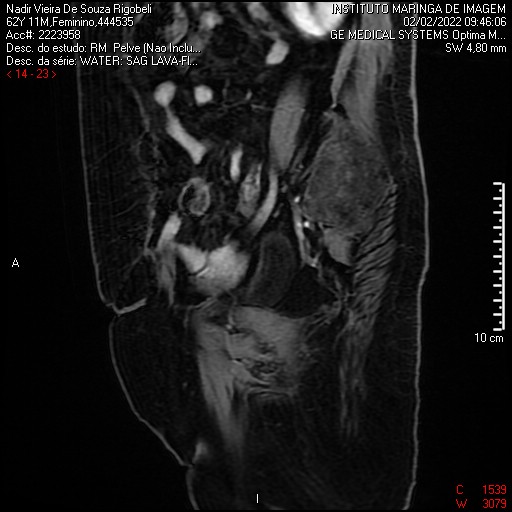 Nadir Vieira De Souza Rigobeli
62Y 11M,Feminino,444535
Acc#: 2223958
Desc. do estudo: RM  Pelve (Nao Inclu...
Desc. da série: WATER: SAG LAVA-Fl...
< 14 - 23 >
INSTITUTO MARINGA DE IMAGEM
02/02/2022 09:46:06
GE MEDICAL SYSTEMS Optima M...
SW 4,80 mm
A
10 cm
I
C 1539
W 3079